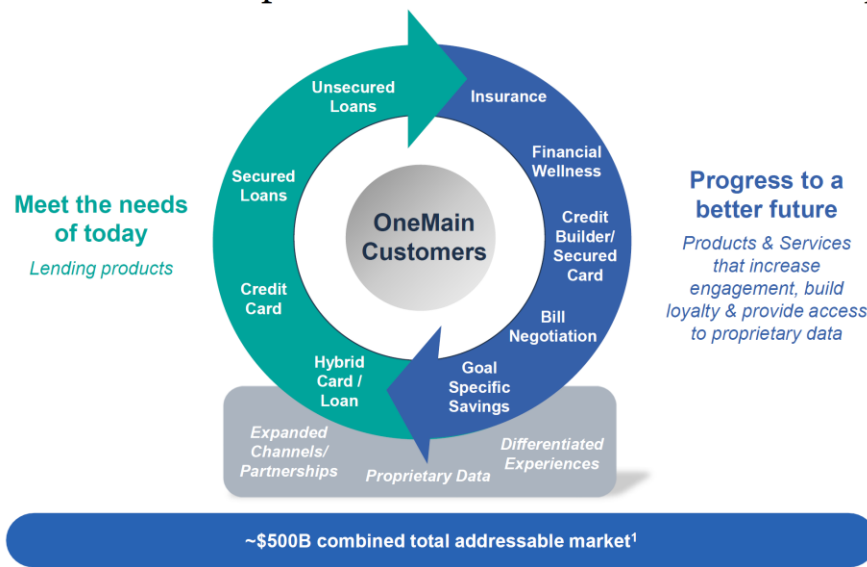 Unsecured
Loans
Secured
Loans
Credit
Card
Hybrid
Card /
Loan
Insurance
Financial
Wellness
Credit
Builder/
Secured
Card
Bill
Negotiation
Goal
Specific
Savings
OneMain
Customers
Meet the needs
of today
Lending products
Progress to a
better future
Products & Services
that increase
engagement, build
loyalty & provide access
to proprietary data
Expanded
Channels/
Partnerships
Proprietary Data
Differentiated
Experiences
~$500B combined total addressable market¹